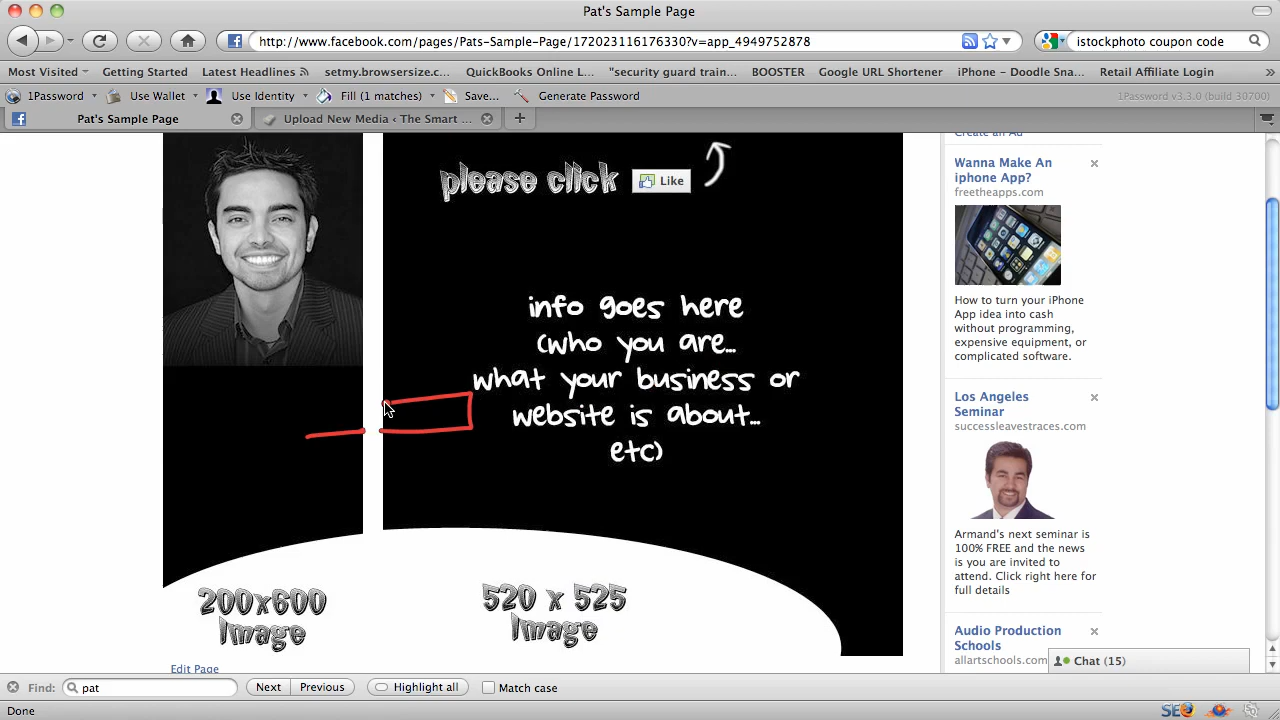 Pat's Sample Page
http://www.facebook.com/pages/Pats-Sample-Page/172023116176330?v=app_4949752878
istockphoto coupon code
Most Visited
Getting Started
Latest Headlines
setmy.browsersize.c...
QuickBooks Online L...
"security guard train...
BOOSTER
Google URL Shortener
iPhone - Doodle Sna...
Retail Affiliate Login
»
1Password
Use Wallet
Use Identity
Fill (1 matches)
Save...
Generate Password
1Password v3.3.0 (build 30700)
Pat's Sample Page
Upload New Media ‹ The Smart ...
please click
Like
info goes here
(who you are...
what your business or
website is about...
etc)
200x600
Image
520 x 525
Image
Edit Page
Create an Ad
Wanna Make An
iphone App?
freetheapps.com
How to turn your iPhone
App idea into cash
without programming,
expensive equipment, or
complicated software.
Los Angeles
Seminar
successleavestraces.com
Armand's next seminar is
100% FREE and the news
is you are invited to
attend. Click right here for
full details
Audio Production
Schools
allartschools.com
Chat (15)
Find:
pat
Next
Previous
Highlight all
Match case
Done
SEO